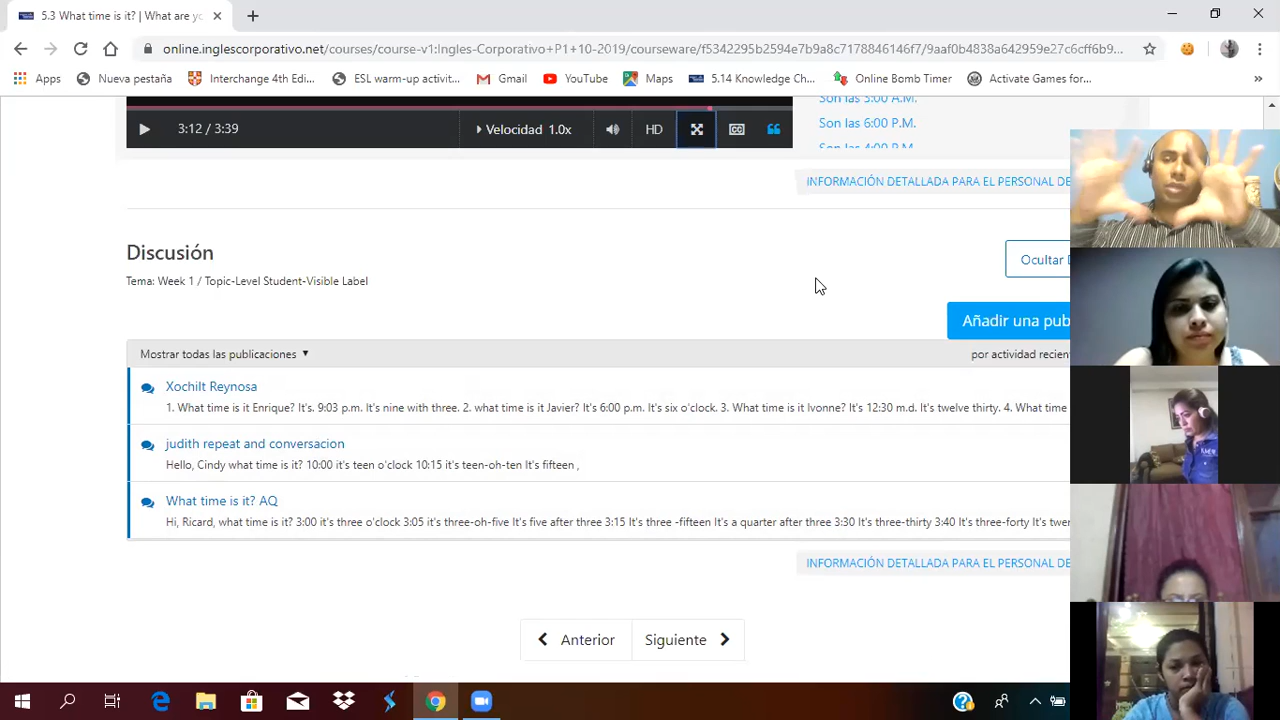 5.3 What time is it? | What are yo
online.inglescorporativo.net/courses/course-v1:Ingles-Corporativo+P1+10-2019/courseware/f5342295b2594e7b9a8c7178846146f7/9aaf0b4838a642959e27c6cff6b9...
Apps Nueva pestaña Interchange 4th Edi... ESL warm-up activit... Gmail YouTube Maps 5.14 Knowledge Ch... Online Bomb Timer Activate Games for... »
Son las 6:00 P.M.
Son las 4:00 P.M.
3:12 / 3:39 Velocidad 1.0x HD
INFORMACIÓN DETALLADA PARA EL PERSONAL DE
Discusión
Ocultar
Tema: Week 1 / Topic-Level Student-Visible Label
Añadir una pub
Mostrar todas las publicaciones por actividad recien
Xochilt Reynosa
1. What time is it Enrique? It's. 9:03 p.m. It's nine with three. 2. what time is it Javier? It's 6:00 p.m. It's six o'clock. 3. What time is it Ivonne? It's 12:30 m.d. It's twelve thirty. 4. What time
judith repeat and conversacion
Hello, Cindy what time is it? 10:00 it's teen o'clock 10:15 it's teen-oh-ten It's fifteen ,
What time is it? AQ
Hi, Ricard, what time is it? 3:00 it's three o'clock 3:05 it's three-oh-five It's five after three 3:15 It's three -fifteen It's a quarter after three 3:30 It's three-thirty 3:40 It's three-forty It's twe
INFORMACIÓN DETALLADA PARA EL PERSONAL DE
Anterior Siguiente